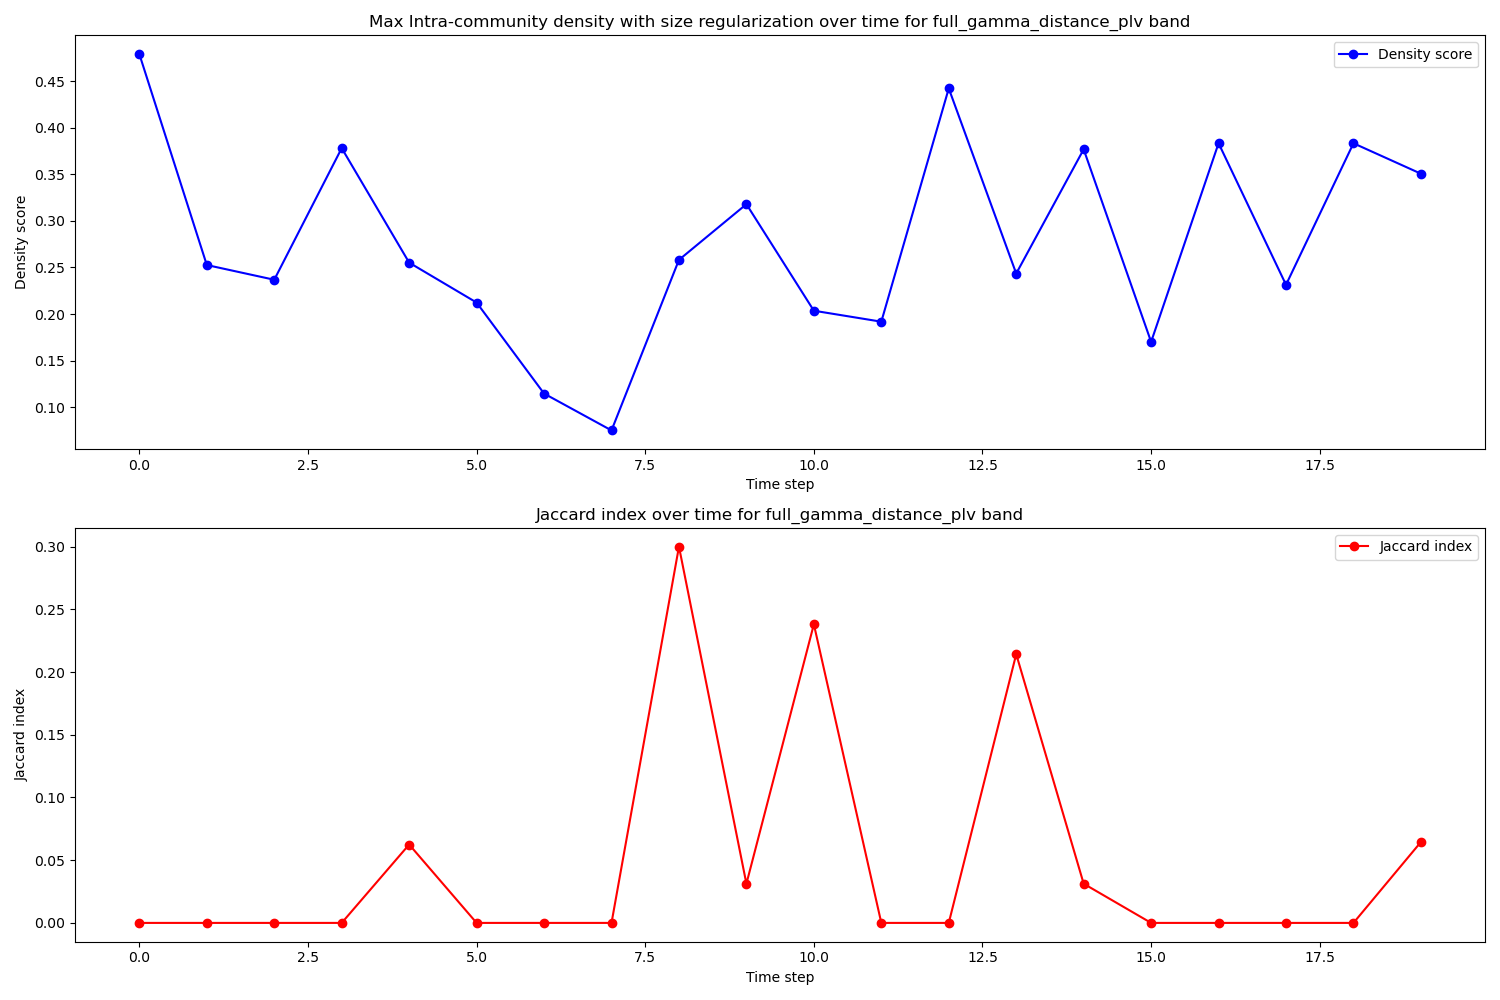 Max Intra-community density with size regularization over time for full_gamma_distance_plv band
Density score
0.45
0.40
0.35
0.30
0.25
0.20
0.15
0.10
Density score
0.0 2.5 5.0 7.5 10.0 12.5 15.0 17.5
Time step
Jaccard index over time for full_gamma_distance_plv band
Jaccard index
0.30
0.25
0.20
0.15
0.10
0.05
0.00
Jaccard index
0.0 2.5 5.0 7.5 10.0 12.5 15.0 17.5
Time step